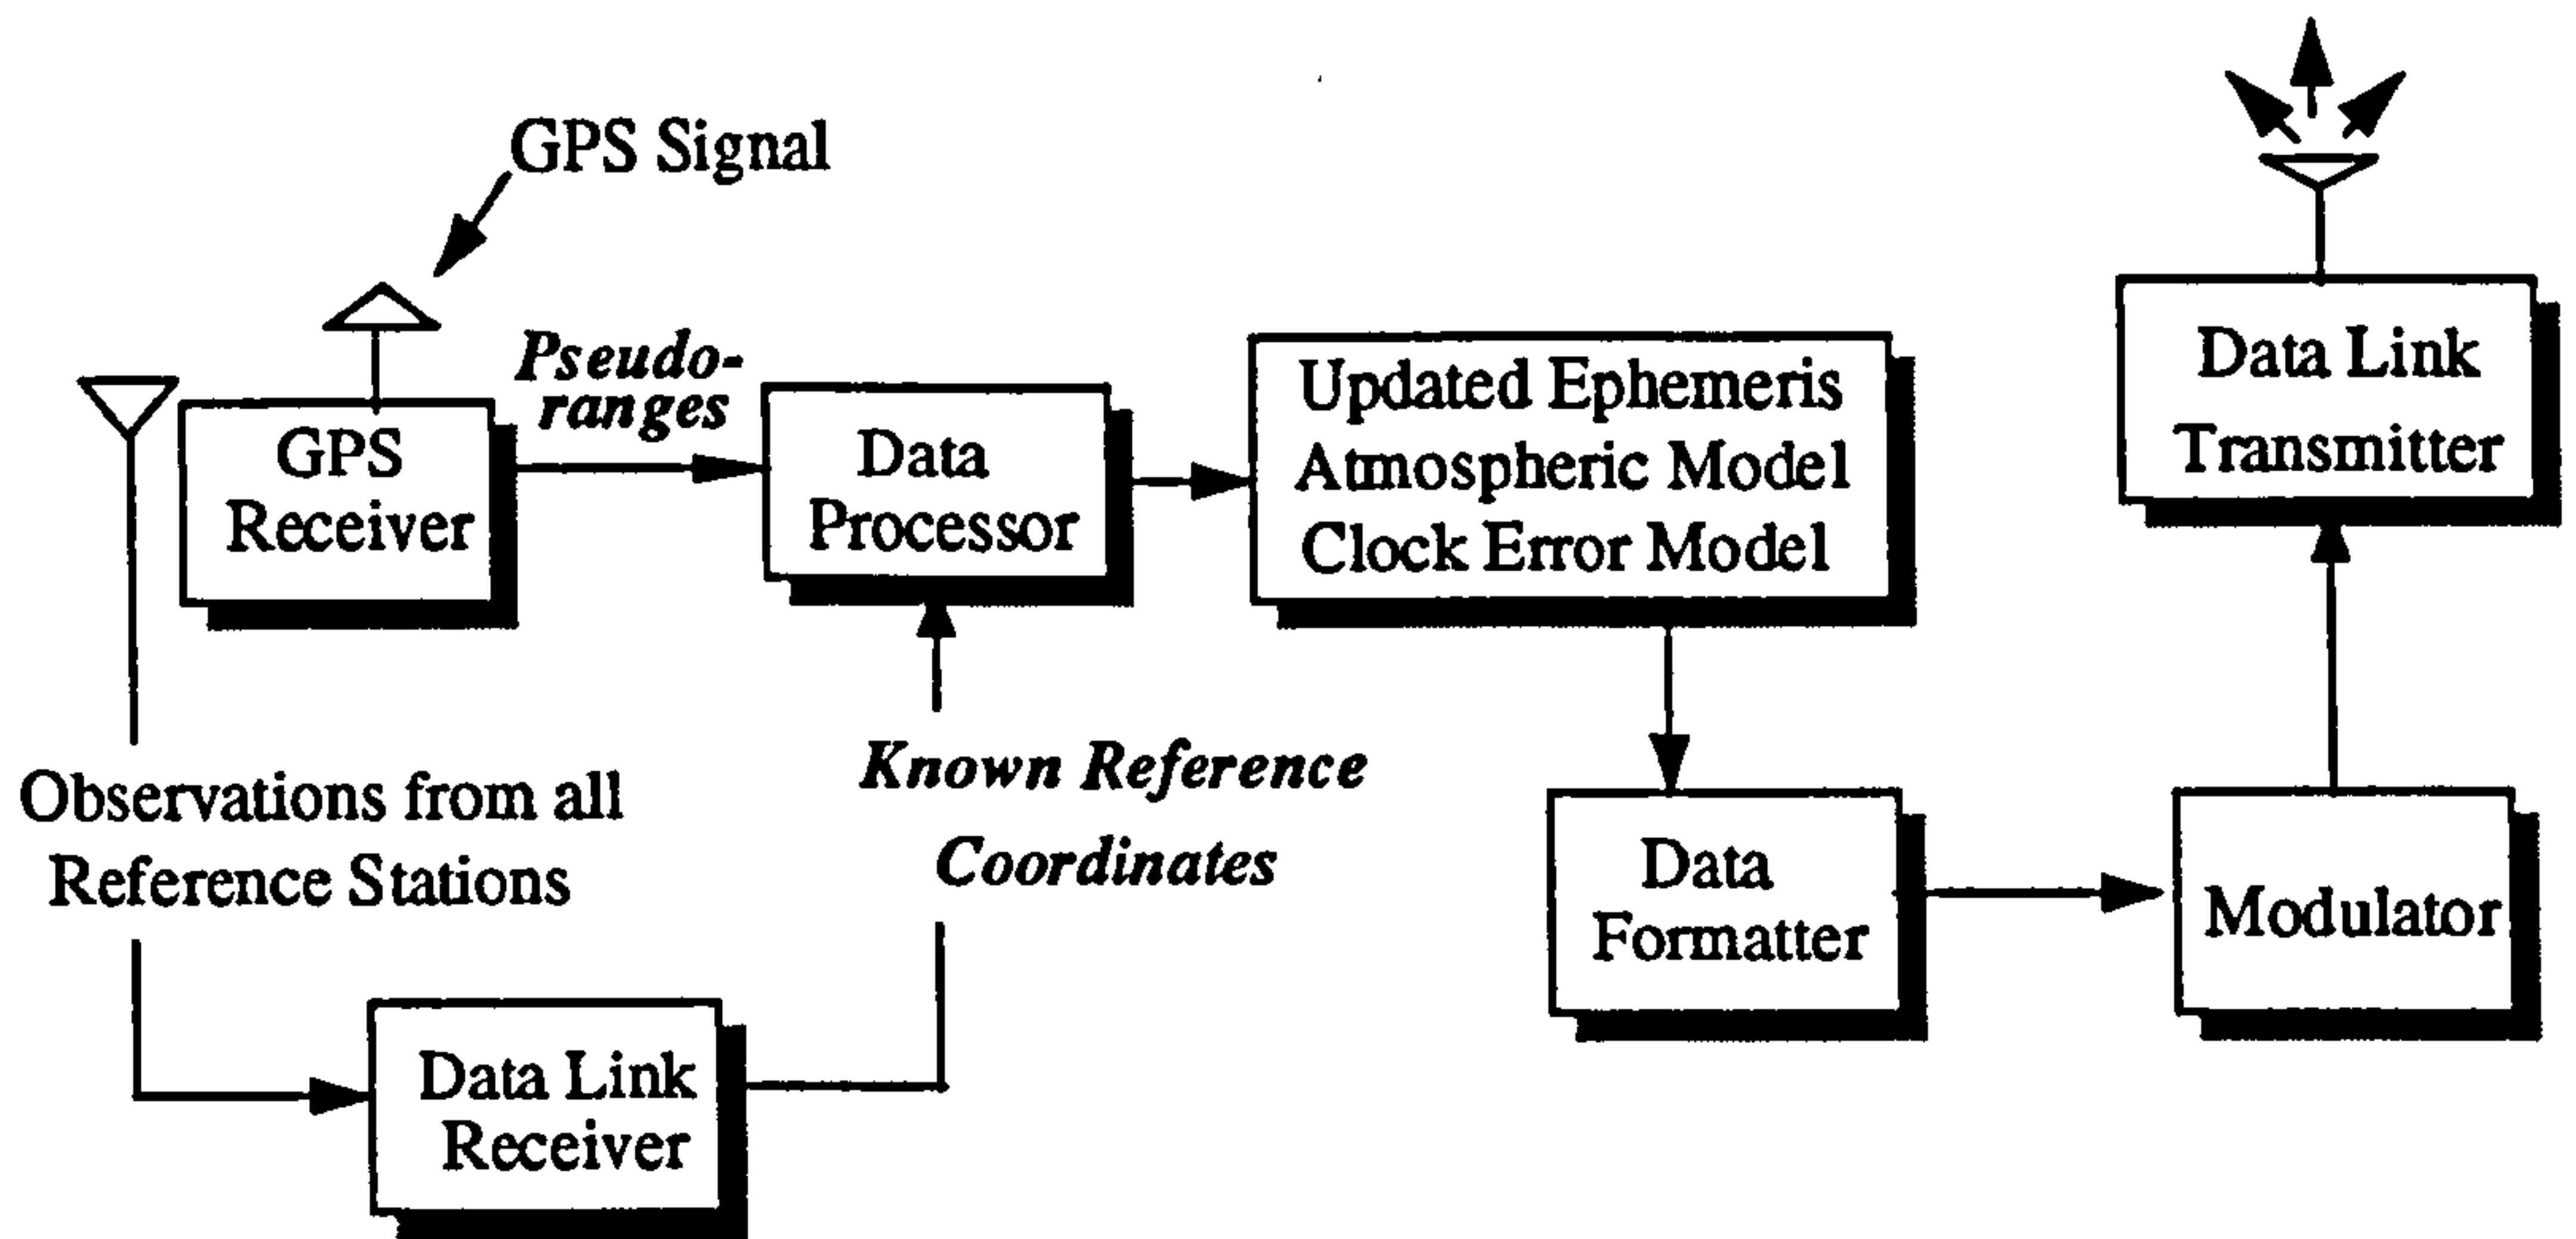 GPS Signal
Pseudo-
ranges
GPS
Receiver
Data
Processor
Updated Ephemeris
Atmospheric Model
Clock Error Model
Data Link
Transmitter
Observations from all
Reference Stations
Known Reference
Coordinates
Data
Formatter
Modulator
Data Link
Receiver